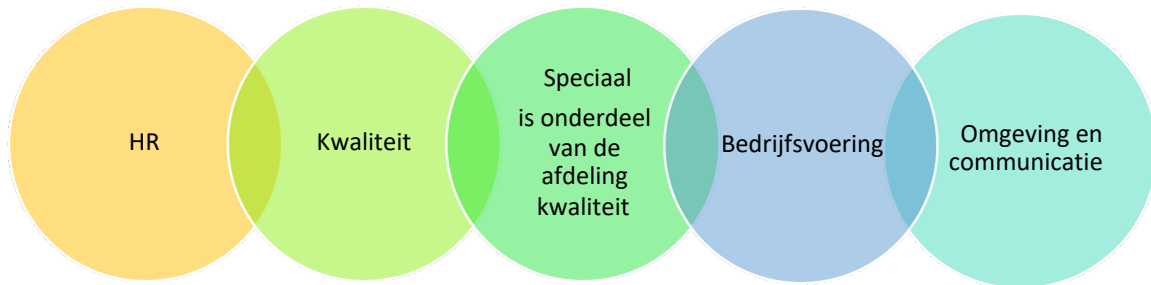 HR
Kwaliteit
Speciaal
is onderdeel
van de
afdeling
kwaliteit
Bedrijfsvoering
Omgeving en
communicatie